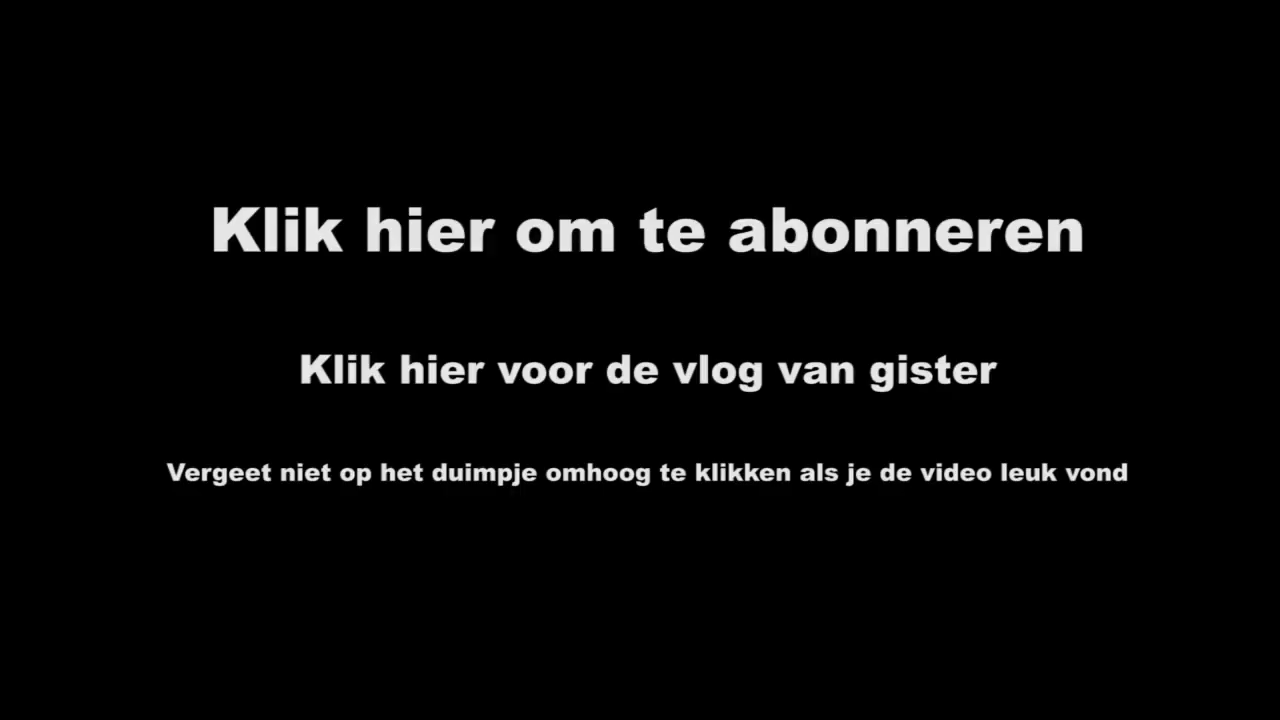 Klik hier om te abonneren
Klik hier voor de vlog van gister
Vergeet niet op het duimpje omhoog te klikken als je de video leuk vond